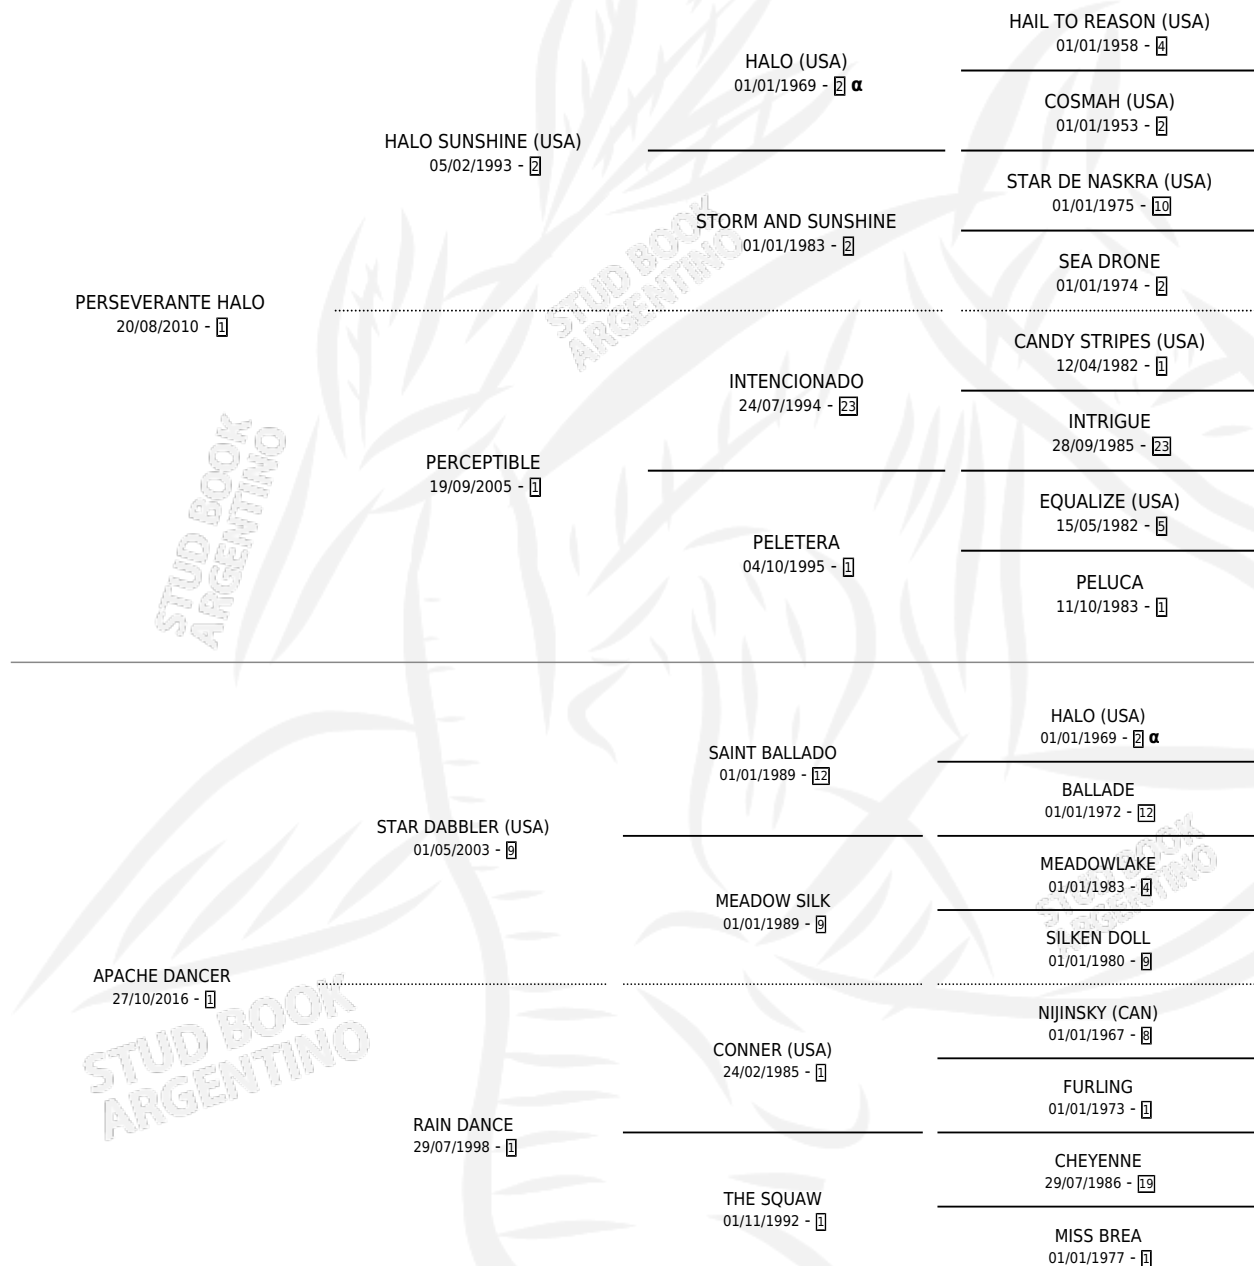 PERSEVERANTE HALO
20/08/2010 - 1
HALO SUNSHINE (USA)
05/02/1993 - 2
HALO (USA)
01/01/1969 - 2 α
HAIL TO REASON (USA)
01/01/1958 - 4
COSMAH (USA)
01/01/1953 - 2
STORM AND SUNSHINE
01/01/1983 - 2
STAR DE NASKRA (USA)
01/01/1975 - 10
SEA DRONE
01/01/1974 - 2
PERCEPTIBLE
19/09/2005 - 1
INTENCIONADO
24/07/1994 - 23
CANDY STRIPES (USA)
12/04/1982 - 1
INTRIGUE
28/09/1985 - 23
PELETERA
04/10/1995 - 1
EQUALIZE (USA)
15/05/1982 - 5
PELUCA
11/10/1983 - 1
APACHE DANCER
27/10/2016 - 1
STAR DABBLER (USA)
01/05/2003 - 9
SAINT BALLADO
01/01/1989 - 12
HALO (USA)
01/01/1969 - 2 α
BALLADE
01/01/1972 - 12
MEADOW SILK
01/01/1989 - 9
MEADOWLAKE
01/01/1983 - 4
SILKEN DOLL
01/01/1980 - 9
RAIN DANCE
29/07/1998 - 1
CONNER (USA)
24/02/1985 - 1
NIJINSKY (CAN)
01/01/1967 - 8
FURLING
01/01/1973 - 1
THE SQUAW
01/11/1992 - 1
CHEYENNE
29/07/1986 - 19
MISS BREA
01/01/1977 - 1
STUD BOOK
ARGENTINO
STUD BOOK
ARGENTINO
STUD BOOK
ARGENTINO
STUD BOOK
ARGENTINO